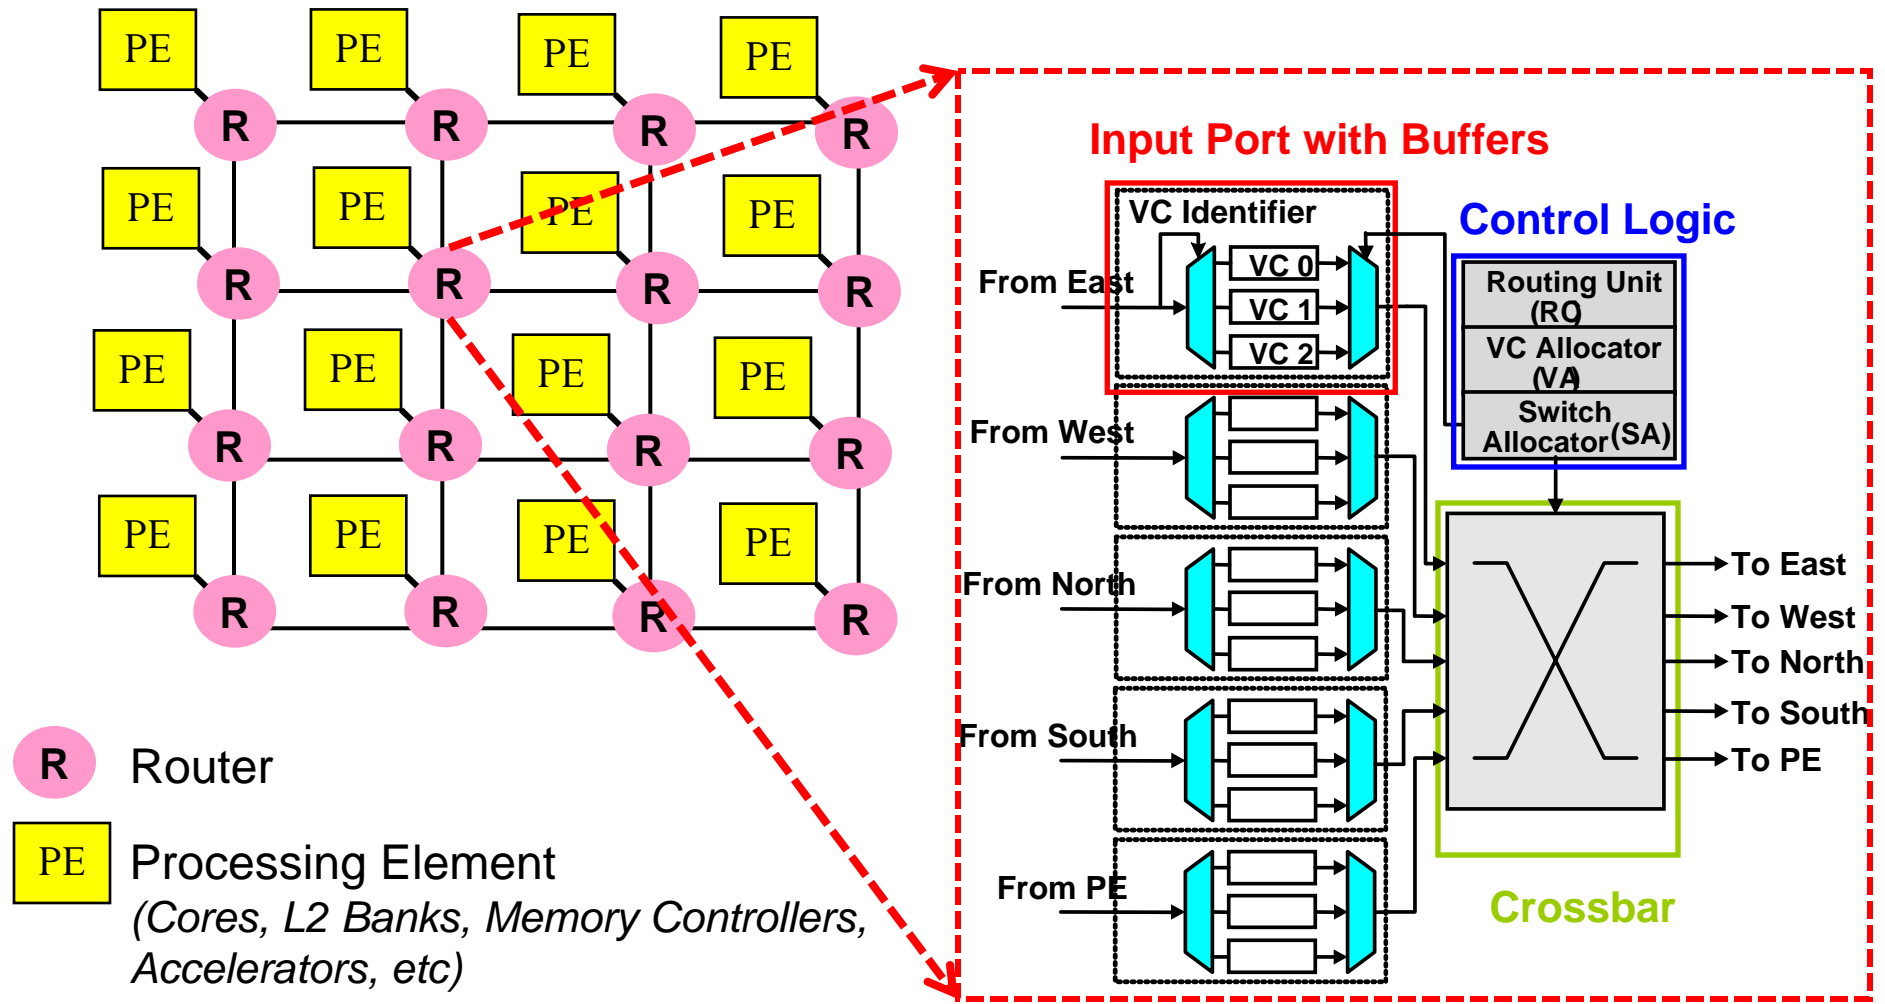 PE
PE
PE
PE
R
R
R
R
PE
PE
PE
PE
R
R
R
R
PE
PE
PE
PE
R
R
R
R
PE
PE
PE
PE
R
R
R
R
R Router
PE Processing Element
(Cores, L2 Banks, Memory Controllers,
Accelerators, etc)
Input Port with Buffers
VC Identifier
From East
VC 0
VC 1
VC 2
From West
From North
From South
From PE
Control Logic
Routing Unit
(RC)
VC Allocator
(VA)
Switch
Allocator (SA)
To East
To West
To North
To South
To PE
Crossbar